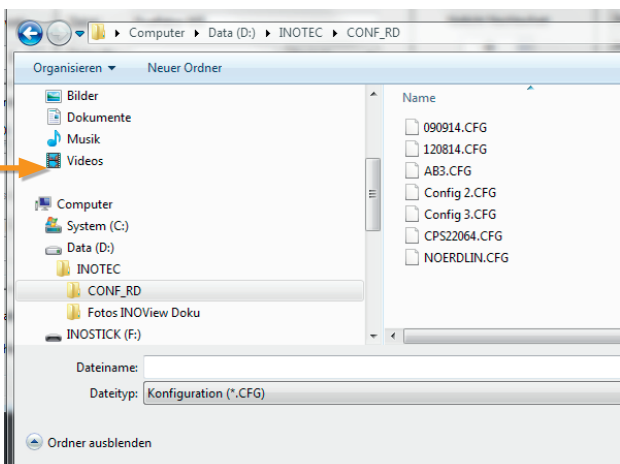 Computer ▸ Data (D:) ▸ INOTEC ▸ CONF_RD
Organisieren Neuer Ordner
Bilder
Dokumente
Musik
Videos
Computer
System (C:)
Data (D:)
INOTEC
CONF_RD
Fotos INOView Doku
INOSTICK (F:)
Name
090914.CFG
120814.CFG
AB3.CFG
Config 2.CFG
Config 3.CFG
CPS22064.CFG
NOERDLIN.CFG
Dateiname:
Dateityp: Konfiguration (*.CFG)
Ordner ausblenden